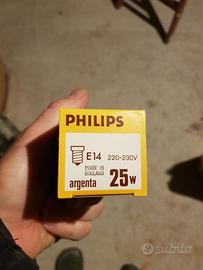 PHILIPS
E14 220-230V
MADE IN
HOLLAND
argenta 25w
subito